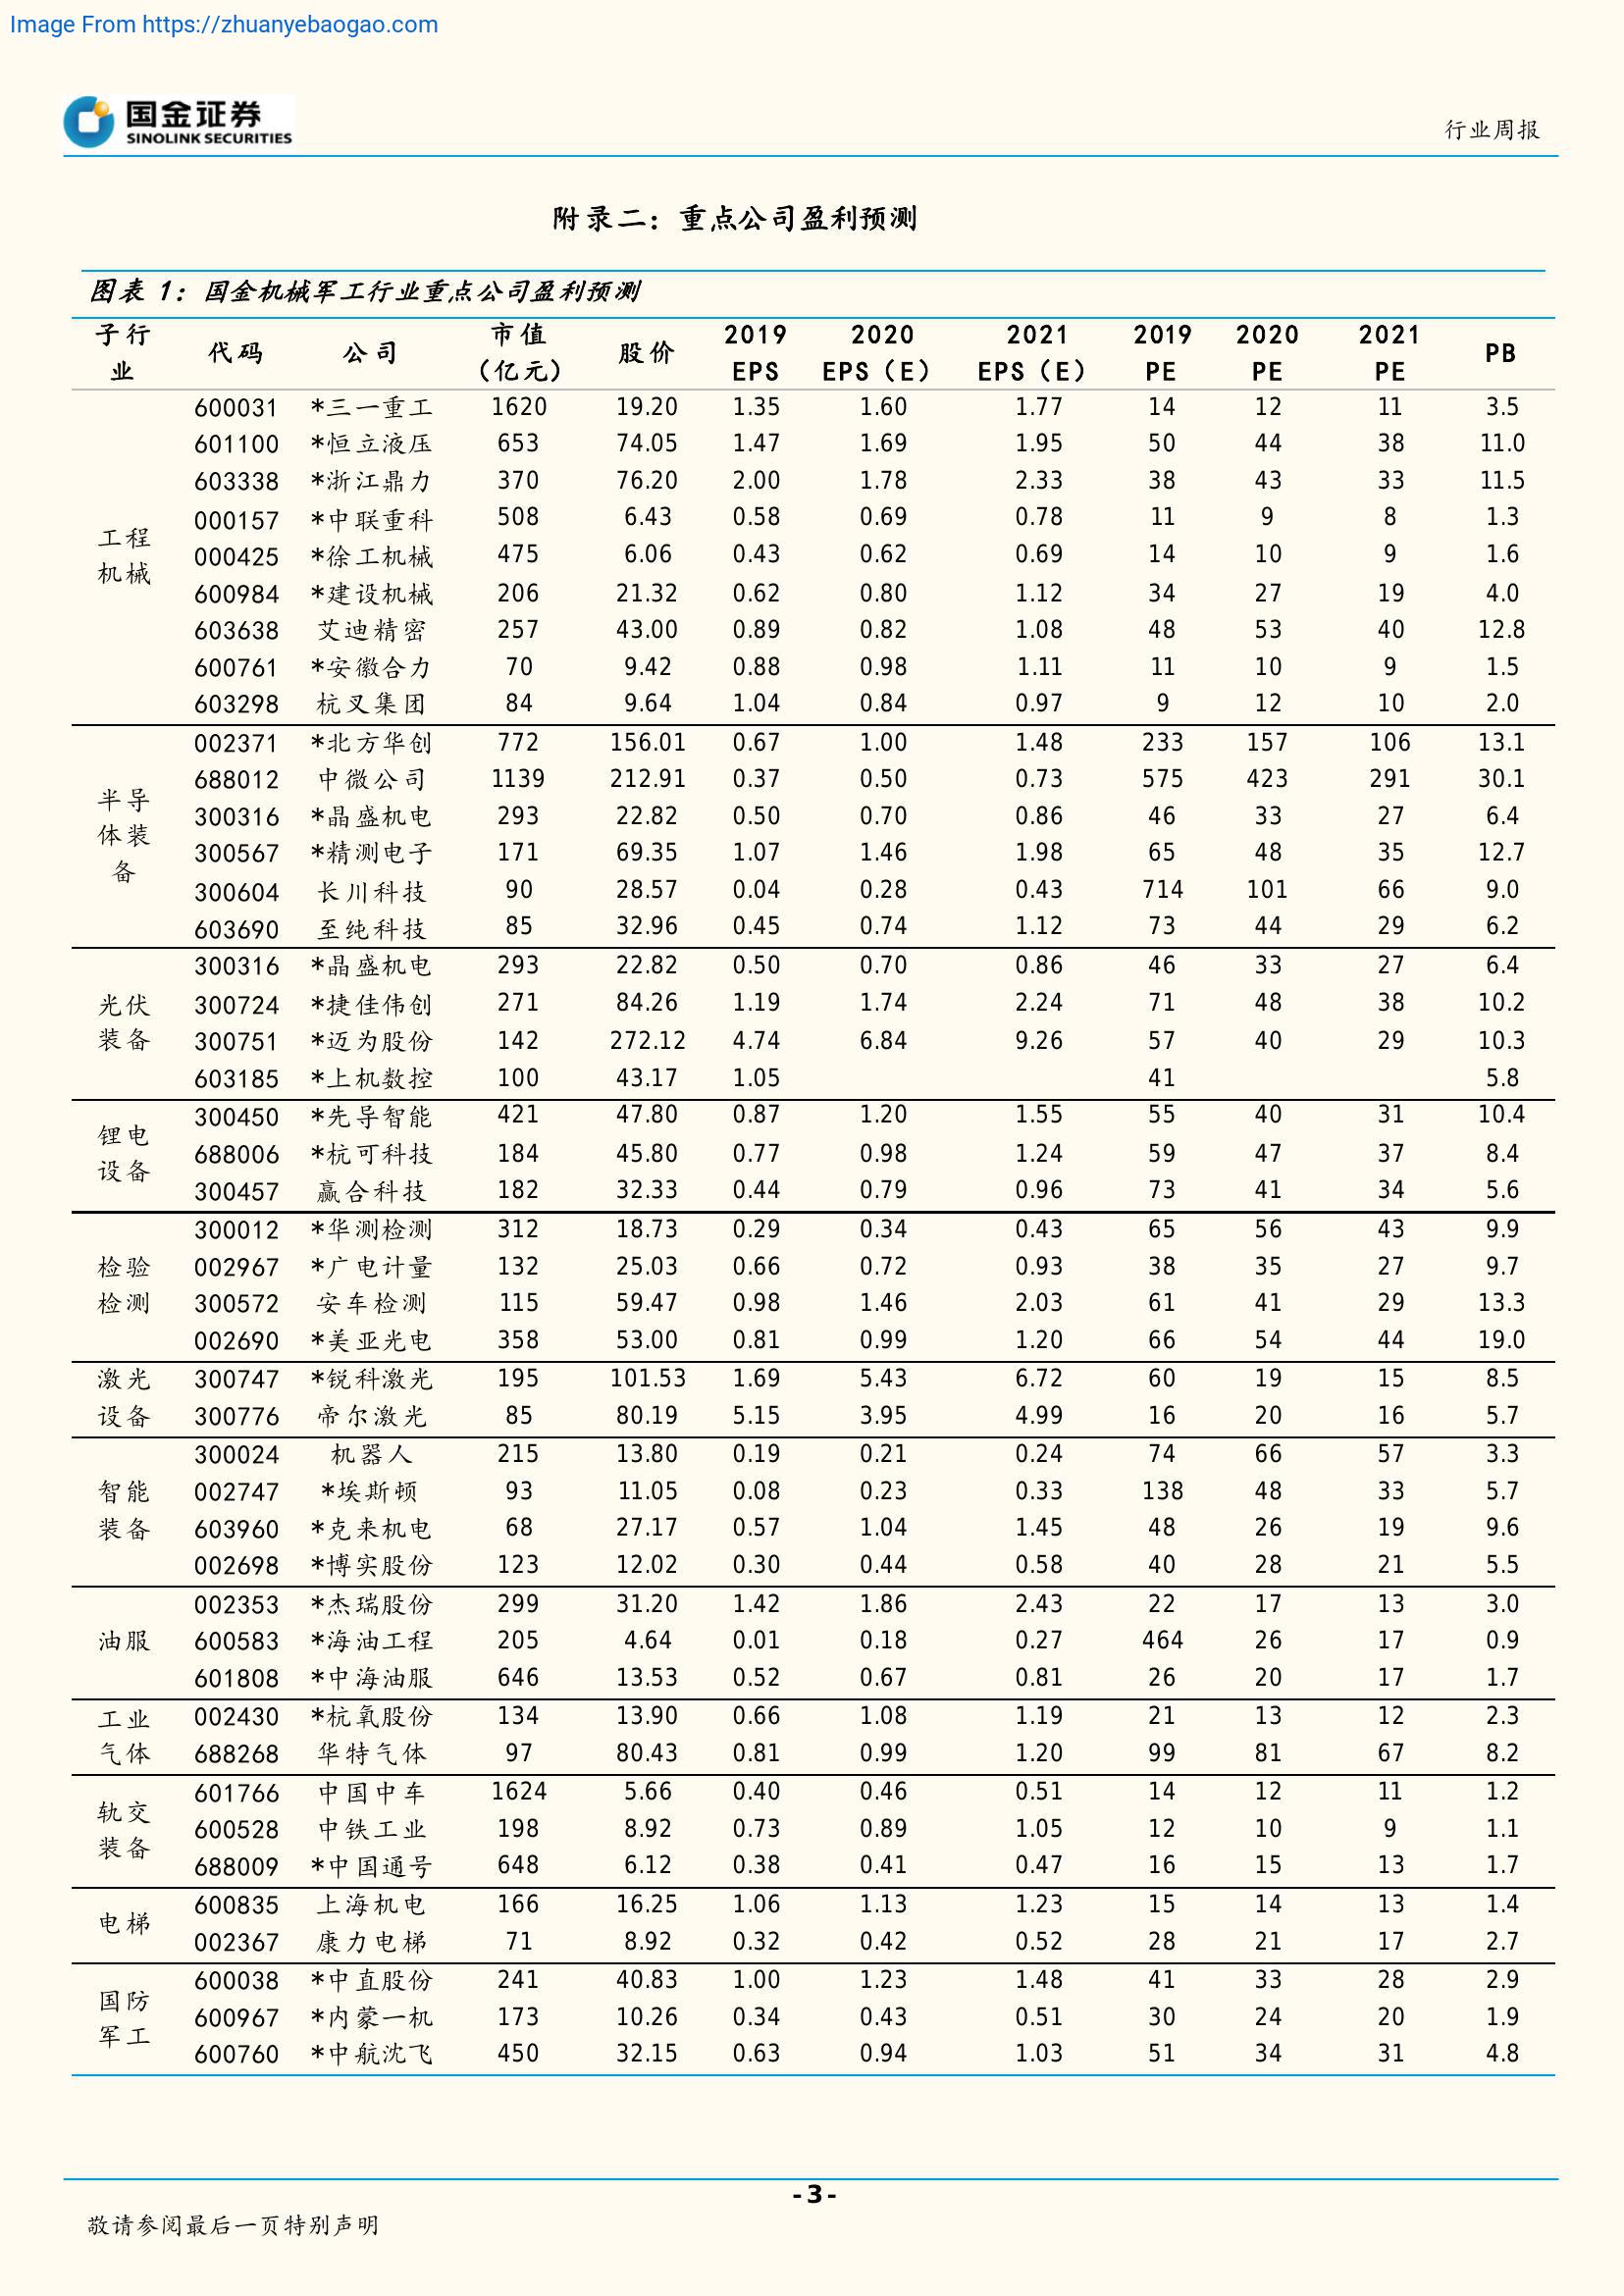 Image From https://zhuanyebaogao.com
国金证券
SINOLINK SECURITIES
行业周报
附录二：重点公司盈利预测
图表 1：国金机械军工行业重点公司盈利预测
子行业 代码 公司 市值（亿元） 股价 2019 EPS 2020 EPS（E） 2021 EPS（E） 2019 PE 2020 PE 2021 PE PB
工程机械
600031 *三一重工 1620 19.20 1.35 1.60 1.77 14 12 11 3.5
601100 *恒立液压 653 74.05 1.47 1.69 1.95 50 44 38 11.0
603338 *浙江鼎力 370 76.20 2.00 1.78 2.33 38 43 33 11.5
000157 *中联重科 508 6.43 0.58 0.69 0.78 11 9 8 1.3
000425 *徐工机械 475 6.06 0.43 0.62 0.69 14 10 9 1.6
600984 *建设机械 206 21.32 0.62 0.80 1.12 34 27 19 4.0
603638 艾迪精密 257 43.00 0.89 0.82 1.08 48 53 40 12.8
600761 *安徽合力 70 9.42 0.88 0.98 1.11 11 10 9 1.5
603298 杭叉集团 84 9.64 1.04 0.84 0.97 9 12 10 2.0
半导体装备
002371 *北方华创 772 156.01 0.67 1.00 1.48 233 157 106 13.1
688012 中微公司 1139 212.91 0.37 0.50 0.73 575 423 291 30.1
300316 *晶盛机电 293 22.82 0.50 0.70 0.86 46 33 27 6.4
300567 *精测电子 171 69.35 1.07 1.46 1.98 65 48 35 12.7
300604 长川科技 90 28.57 0.04 0.28 0.43 714 101 66 9.0
603690 至纯科技 85 32.96 0.45 0.74 1.12 73 44 29 6.2
光伏装备
300316 *晶盛机电 293 22.82 0.50 0.70 0.86 46 33 27 6.4
300724 *捷佳伟创 271 84.26 1.19 1.74 2.24 71 48 38 10.2
300751 *迈为股份 142 272.12 4.74 6.84 9.26 57 40 29 10.3
603185 *上机数控 100 43.17 1.05 41 5.8
锂电设备
300450 *先导智能 421 47.80 0.87 1.20 1.55 55 40 31 10.4
688006 *杭可科技 184 45.80 0.77 0.98 1.24 59 47 37 8.4
300457 赢合科技 182 32.33 0.44 0.79 0.96 73 41 34 5.6
检验检测
300012 *华测检测 312 18.73 0.29 0.34 0.43 65 56 43 9.9
002967 *广电计量 132 25.03 0.66 0.72 0.93 38 35 27 9.7
300572 安车检测 115 59.47 0.98 1.46 2.03 61 41 29 13.3
002690 *美亚光电 358 53.00 0.81 0.99 1.20 66 54 44 19.0
激光设备
300747 *锐科激光 195 101.53 1.69 5.43 6.72 60 19 15 8.5
300776 帝尔激光 85 80.19 5.15 3.95 4.99 16 20 16 5.7
智能装备
300024 机器人 215 13.80 0.19 0.21 0.24 74 66 57 3.3
002747 *埃斯顿 93 11.05 0.08 0.23 0.33 138 48 33 5.7
603960 *克来机电 68 27.17 0.57 1.04 1.45 48 26 19 9.6
002698 *博实股份 123 12.02 0.30 0.44 0.58 40 28 21 5.5
油服
002353 *杰瑞股份 299 31.20 1.42 1.86 2.43 22 17 13 3.0
600583 *海油工程 205 4.64 0.01 0.18 0.27 464 26 17 0.9
601808 *中海油服 646 13.53 0.52 0.67 0.81 26 20 17 1.7
工业气体
002430 *杭氧股份 134 13.90 0.66 1.08 1.19 21 13 12 2.3
688268 华特气体 97 80.43 0.81 0.99 1.20 99 81 67 8.2
轨交装备
601766 中国中车 1624 5.66 0.40 0.46 0.51 14 12 11 1.2
600528 中铁工业 198 8.92 0.73 0.89 1.05 12 10 9 1.1
688009 *中国通号 648 6.12 0.38 0.41 0.47 16 15 13 1.7
电梯
600835 上海机电 166 16.25 1.06 1.13 1.23 15 14 13 1.4
002367 康力电梯 71 8.92 0.32 0.42 0.52 28 21 17 2.7
国防军工
600038 *中直股份 241 40.83 1.00 1.23 1.48 41 33 28 2.9
600967 *内蒙一机 173 10.26 0.34 0.43 0.51 30 24 20 1.9
600760 *中航沈飞 450 32.15 0.63 0.94 1.03 51 34 31 4.8
-3-
敬请参阅最后一页特别声明